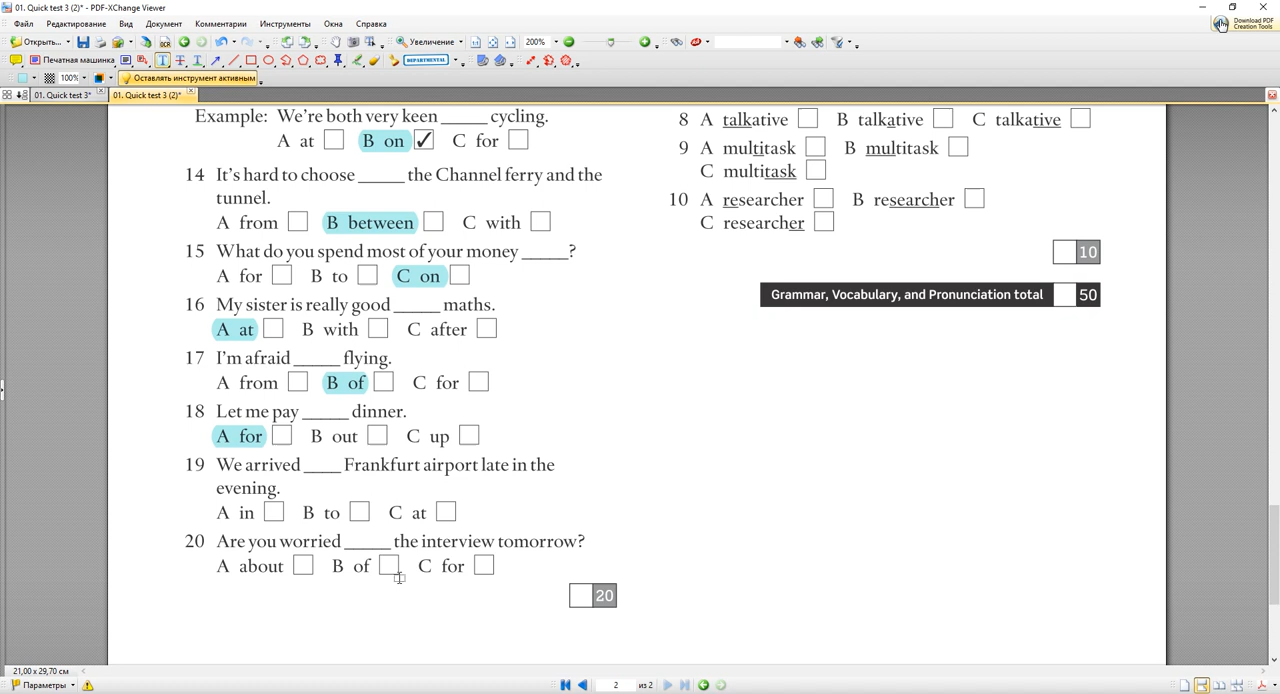 01. Quick test 3 (2)* - PDF-XChange Viewer
Файл Редактирование Вид Документ Комментарии Инструменты Окна Справка
Download PDF
Creation Tools
Открыть... OCR Увеличение 200%
Печатная машинка DEPARTMENTAL
100% Оставлять инструмент активным
01. Quick test 3* 01. Quick test 3 (2)*
Example: We're both very keen _____ cycling.
A at B on ✓ C for
14 It's hard to choose _____ the Channel ferry and the
tunnel.
A from B between C with
15 What do you spend most of your money _____?
A for B to C on
16 My sister is really good _____ maths.
A at B with C after
17 I'm afraid _____ flying.
A from B of C for
18 Let me pay _____ dinner.
A for B out C up
19 We arrived ____ Frankfurt airport late in the
evening.
A in B to C at
20 Are you worried _____ the interview tomorrow?
A about B of C for
20
8 A talkative B talkative C talkative
9 A multitask B multitask
C multitask
10 A researcher B researcher
C researcher
10
Grammar, Vocabulary, and Pronunciation total 50
21,00 x 29,70 см
Параметры 2 из 2